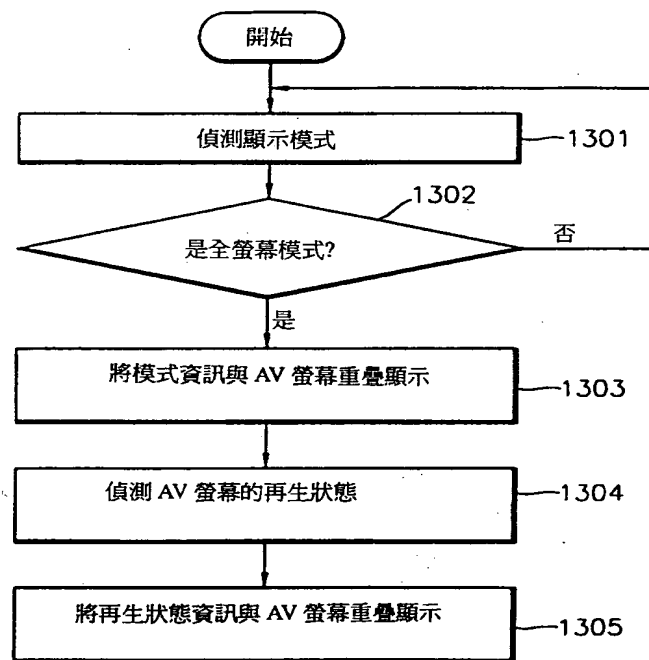 開始
偵測顯示模式
1301
1302
是全螢幕模式?
否
是
將模式資訊與 AV 螢幕重疊顯示
1303
偵測 AV 螢幕的再生狀態
1304
將再生狀態資訊與 AV 螢幕重疊顯示
1305